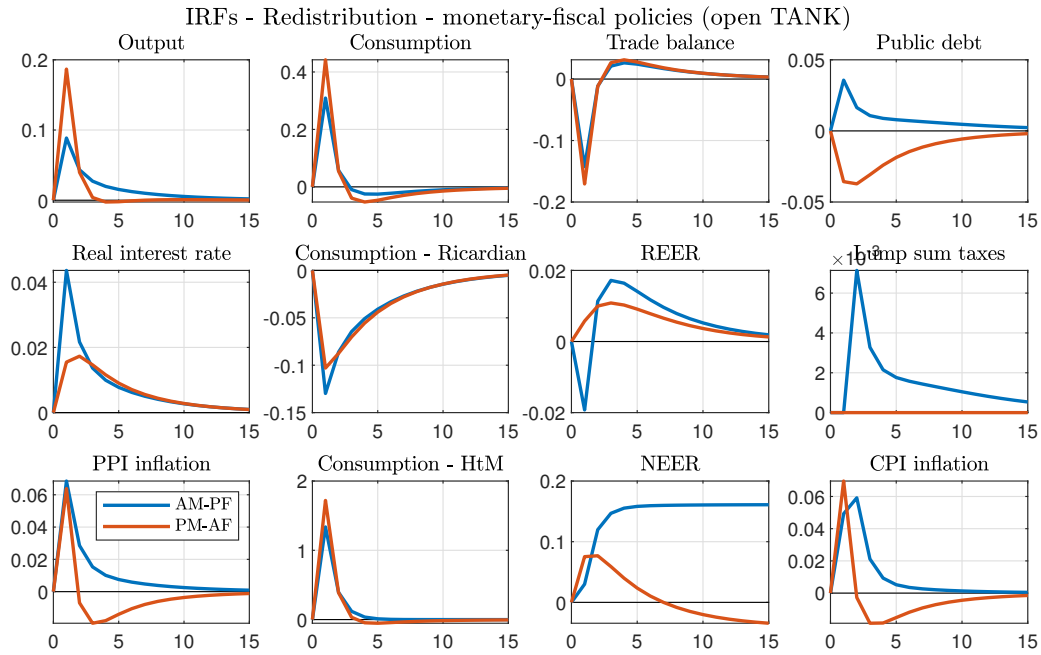 IRFs - Redistribution - monetary-fiscal policies (open TANK)
Output
0.2
0.1
0
0 5 10 15
Consumption
0.4
0.2
0
0 5 10 15
Trade balance
0
-0.1
-0.2
0 5 10 15
Public debt
0.05
0
-0.05
0 5 10 15
Real interest rate
0.04
0.02
0
0 5 10 15
Consumption - Ricardian
0
-0.05
-0.1
-0.15
0 5 10 15
REER
0.02
0
-0.02
0 5 10 15
Lump sum taxes
×10⁻³
6
4
2
0
0 5 10 15
PPI inflation
0.06
0.04
0.02
0
0 5 10 15
AM-PF
PM-AF
Consumption - HtM
2
1
0
0 5 10 15
NEER
0.2
0.1
0
0 5 10 15
CPI inflation
0.06
0.04
0.02
0
0 5 10 15